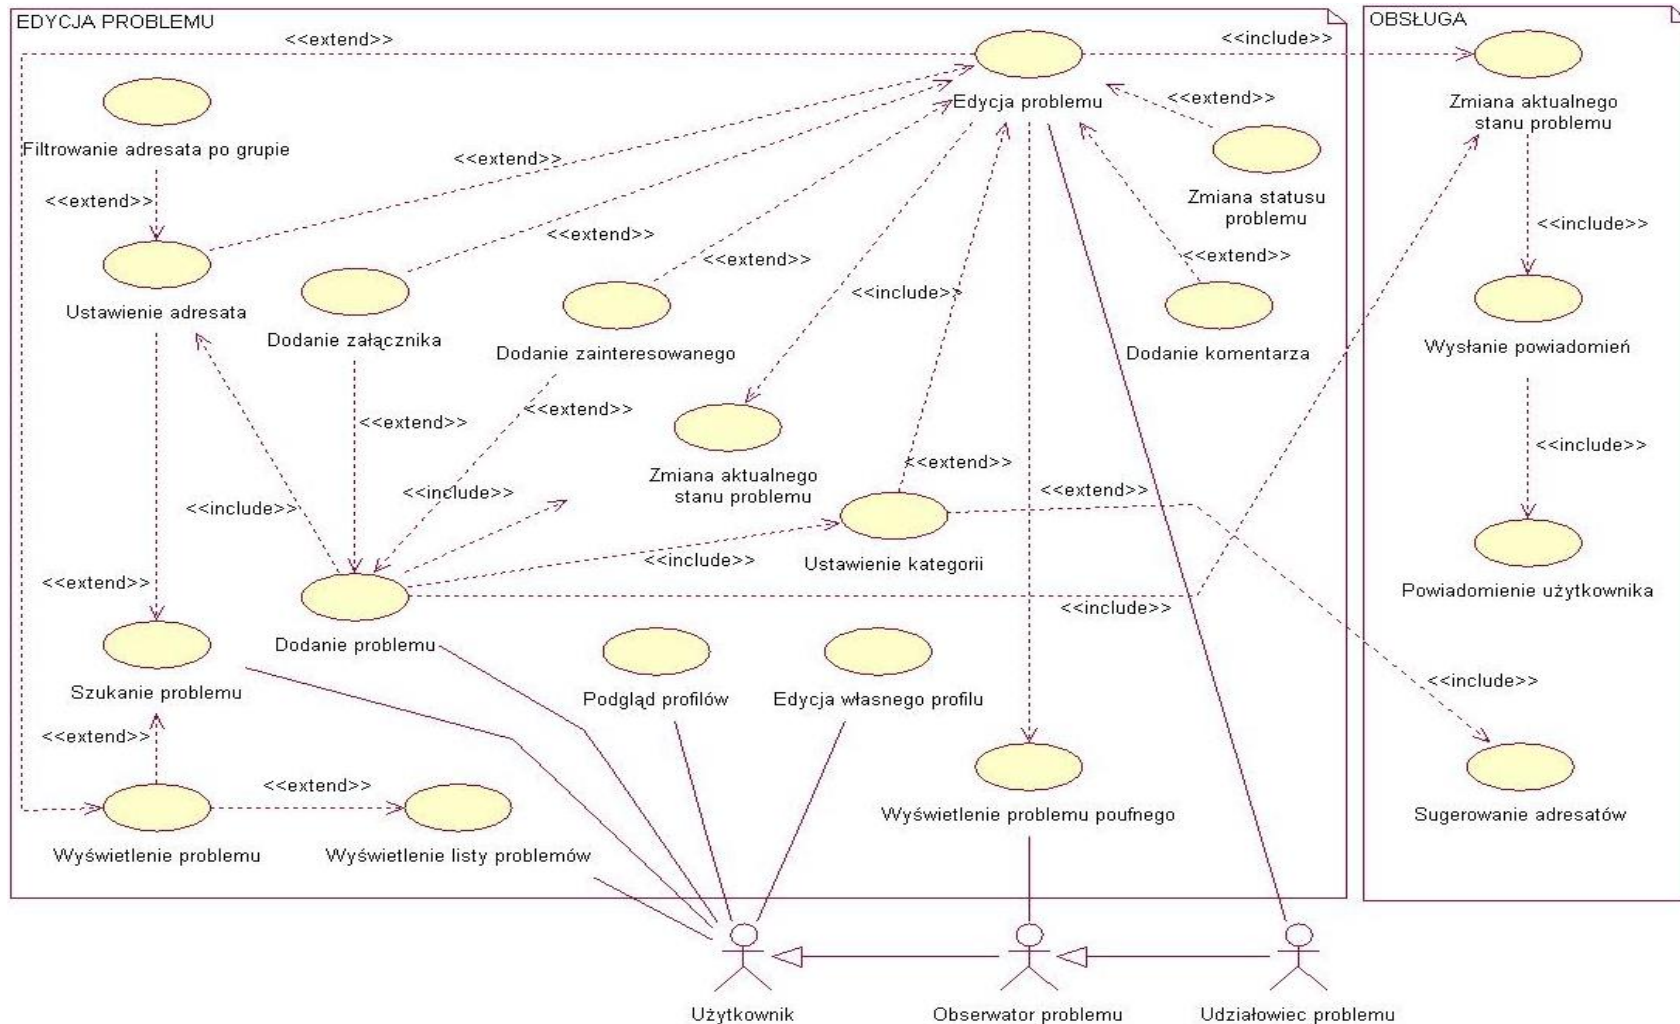 EDYCJA PROBLEMU
OBSŁUGA
<<extend>>
<<include>>
Edycja problemu
<<extend>>
Zmiana aktualnego
stanu problemu
Filtrowanie adresata po grupie
<<extend>>
<<extend>>
Zmiana statusu
problemu
<<extend>>
<<extend>>
<<extend>>
<<include>>
<<extend>>
<<include>>
Ustawienie adresata
Dodanie załącznika
Dodanie zainteresowanego
Dodanie komentarza
Wysłanie powiadomień
<<extend>>
<<extend>>
<<include>>
<<extend>>
Zmiana aktualnego
stanu problemu
<<include>>
<<extend>>
<<include>>
<<include>>
Ustawienie kategorii
<<extend>>
Powiadomienie użytkownika
<<include>>
Dodanie problemu
Szukanie problemu
Podgląd profilów
Edycja własnego profilu
<<include>>
<<extend>>
<<extend>>
Wyświetlenie problemu poufnego
Sugerowanie adresatów
Wyświetlenie problemu
Wyświetlenie listy problemów
Użytkownik
Obserwator problemu
Udziałowiec problemu